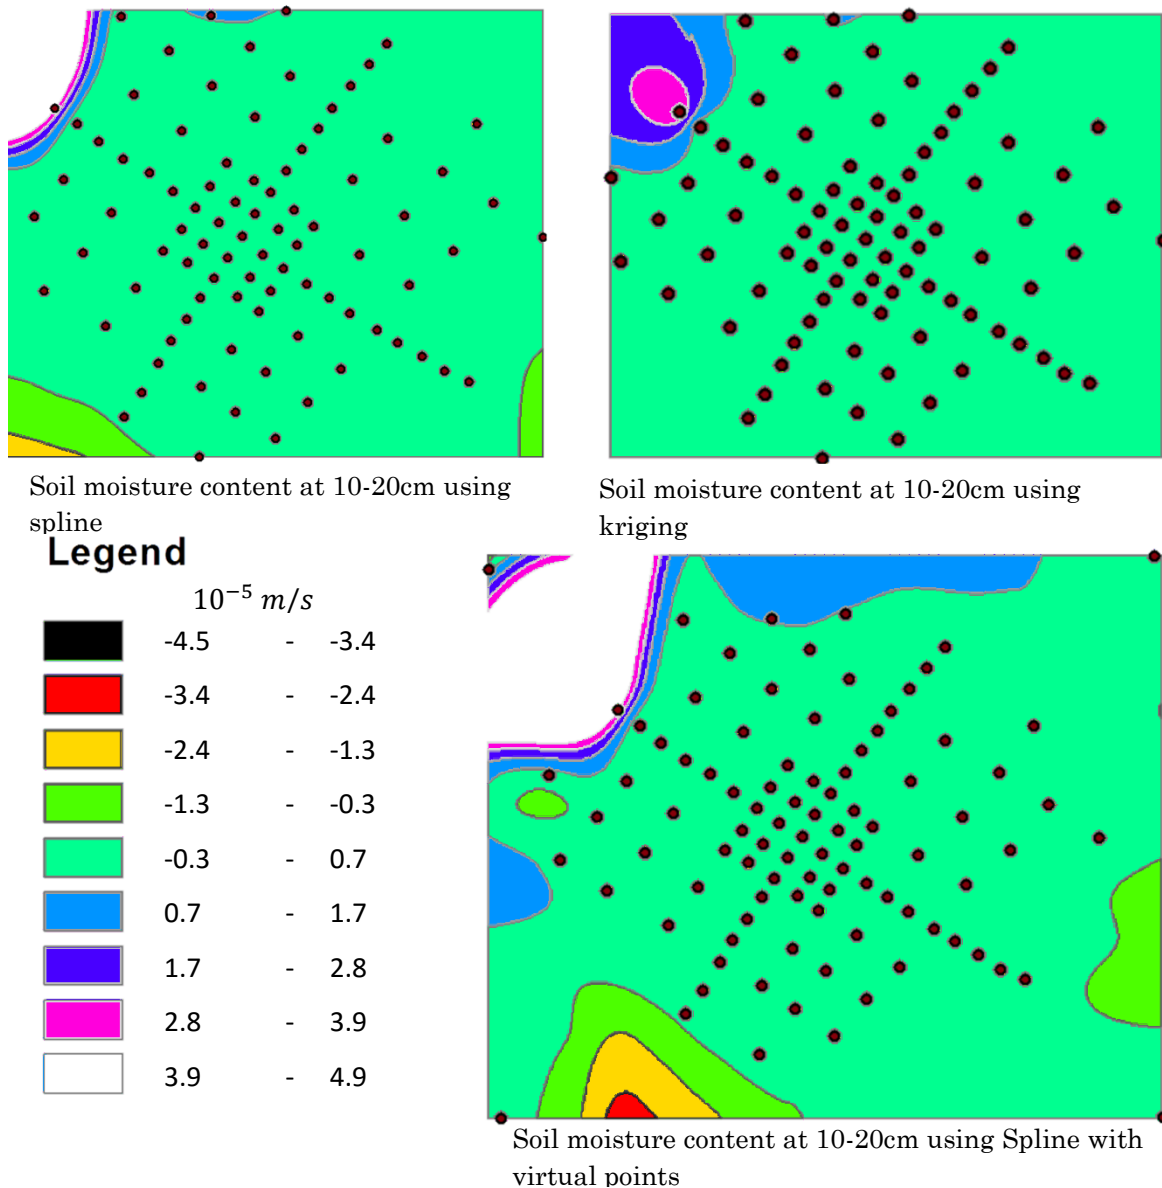 Soil moisture content at 10-20cm using
spline
Soil moisture content at 10-20cm using
kriging
Legend
10⁻⁵ m/s
-4.5 - -3.4
-3.4 - -2.4
-2.4 - -1.3
-1.3 - -0.3
-0.3 - 0.7
0.7 - 1.7
1.7 - 2.8
2.8 - 3.9
3.9 - 4.9
Soil moisture content at 10-20cm using Spline with
virtual points